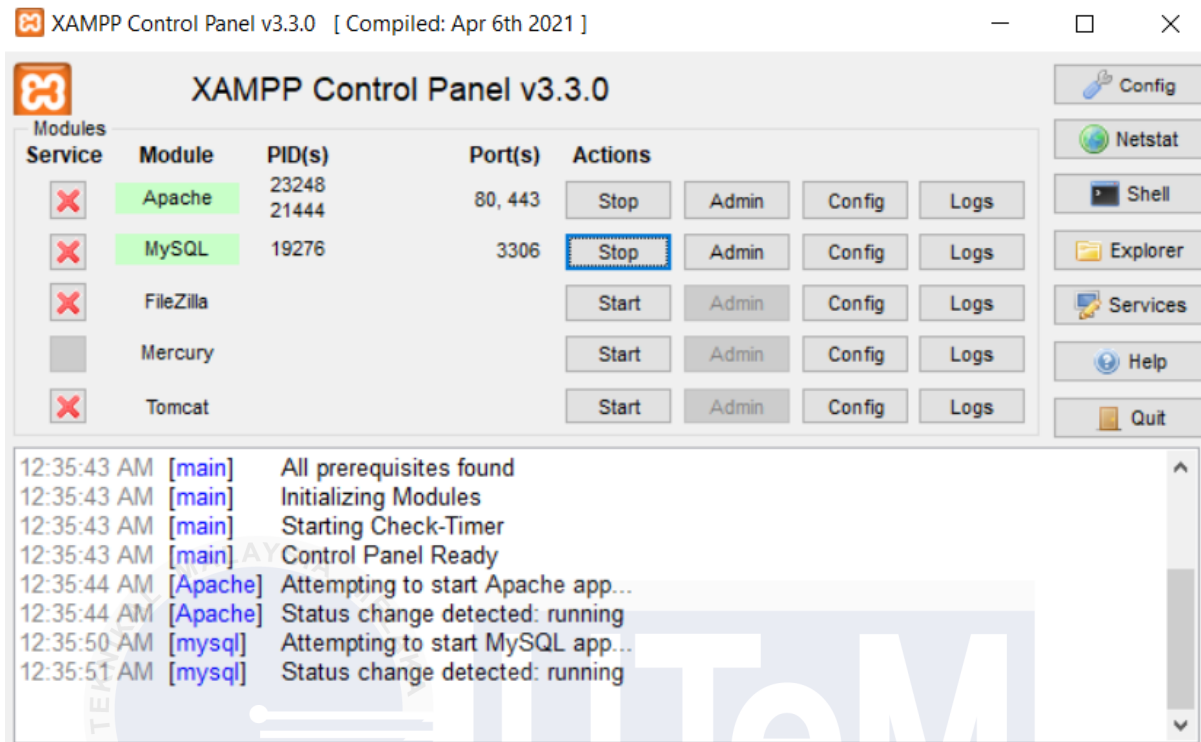 XAMPP Control Panel v3.3.0 [ Compiled: Apr 6th 2021 ]
XAMPP Control Panel v3.3.0
Config
Modules
Service Module PID(s) Port(s) Actions
Netstat
Apache 23248 21444 80, 443 Stop Admin Config Logs
Shell
MySQL 19276 3306 Stop Admin Config Logs
Explorer
FileZilla Start Admin Config Logs
Services
Mercury Start Admin Config Logs
Help
Tomcat Start Admin Config Logs
Quit
12:35:43 AM [main] All prerequisites found
12:35:43 AM [main] Initializing Modules
12:35:43 AM [main] Starting Check-Timer
12:35:43 AM [main] Control Panel Ready
12:35:44 AM [Apache] Attempting to start Apache app...
12:35:44 AM [Apache] Status change detected: running
12:35:50 AM [mysql] Attempting to start MySQL app...
12:35:51 AM [mysql] Status change detected: running
UTeM